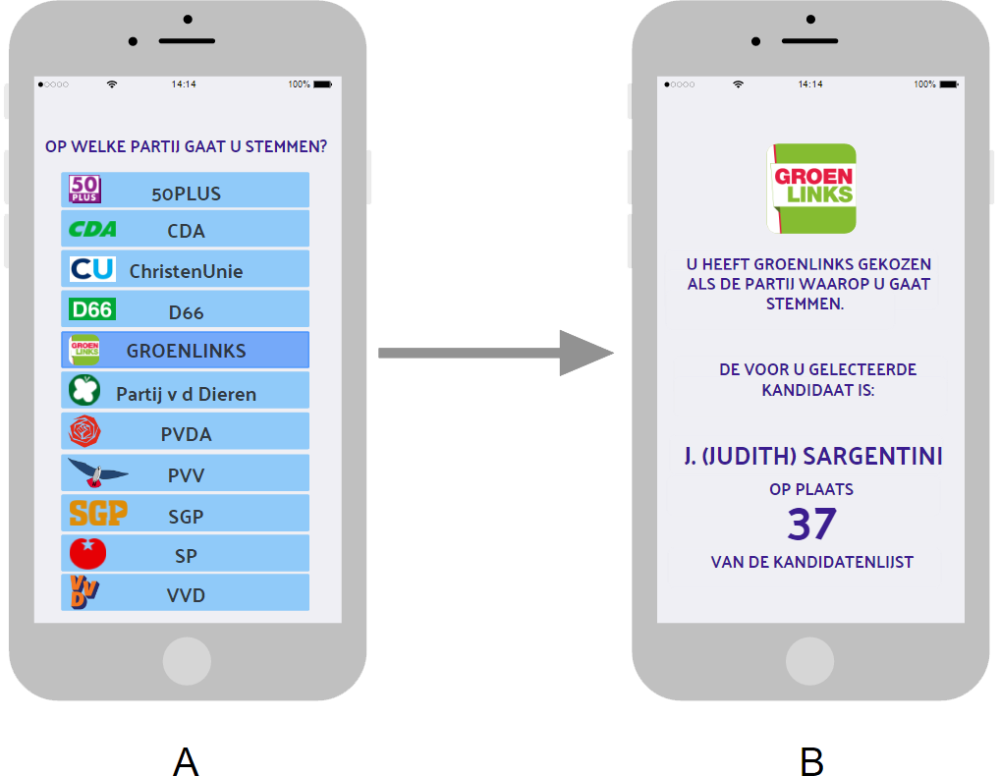 14:14
100%
OP WELKE PARTIJ GAAT U STEMMEN?
50 PLUS
50PLUS
CDA
CDA
CU
ChristenUnie
D66
D66
GROEN LINKS
GROENLINKS
Partij v d Dieren
PVDA
PVV
SGP
SGP
SP
VVD
VVD
A
14:14
100%
GROEN
LINKS
U HEEFT GROENLINKS GEKOZEN
ALS DE PARTIJ WAAROP U GAAT
STEMMEN.
DE VOOR U GELECTEERDE
KANDIDAAT IS:
J. (JUDITH) SARGENTINI
OP PLAATS
37
VAN DE KANDIDATENLIJST
B